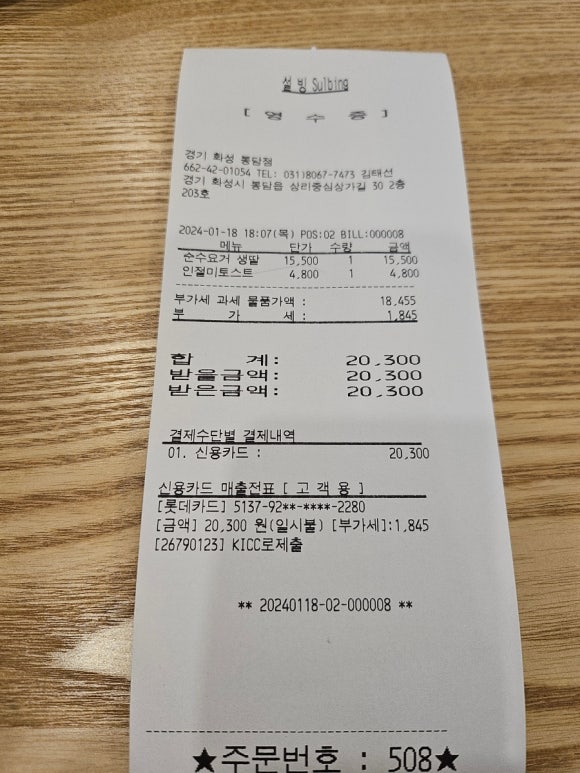 설빙 Sulbing
[ 영 수 증 ]
경기 화성 봉담점
662-42-01054 TEL: 031)8067-7473 김태선
경기 화성시 봉담읍 상리중심상가길 30 2층
203호
2024-01-18 18:07(목) POS:02 BILL:000008
메뉴 단가 수량 금액
순수요거 생딸 15,500 1 15,500
인절미토스트 4,800 1 4,800
부가세 과세 물품가액 : 18,455
부 가 세 : 1,845
합 계: 20,300
받을금액: 20,300
받은금액: 20,300
결제수단별 결제내역
01. 신용카드 : 20,300
신용카드 매출전표 [ 고 객 용 ]
[롯데카드] 5137-92**-****-2280
[금액] 20,300 원(일시불) [부가세]:1,845
[26790123] KICC로제출
** 20240118-02-000008 **
★주문번호 : 508★